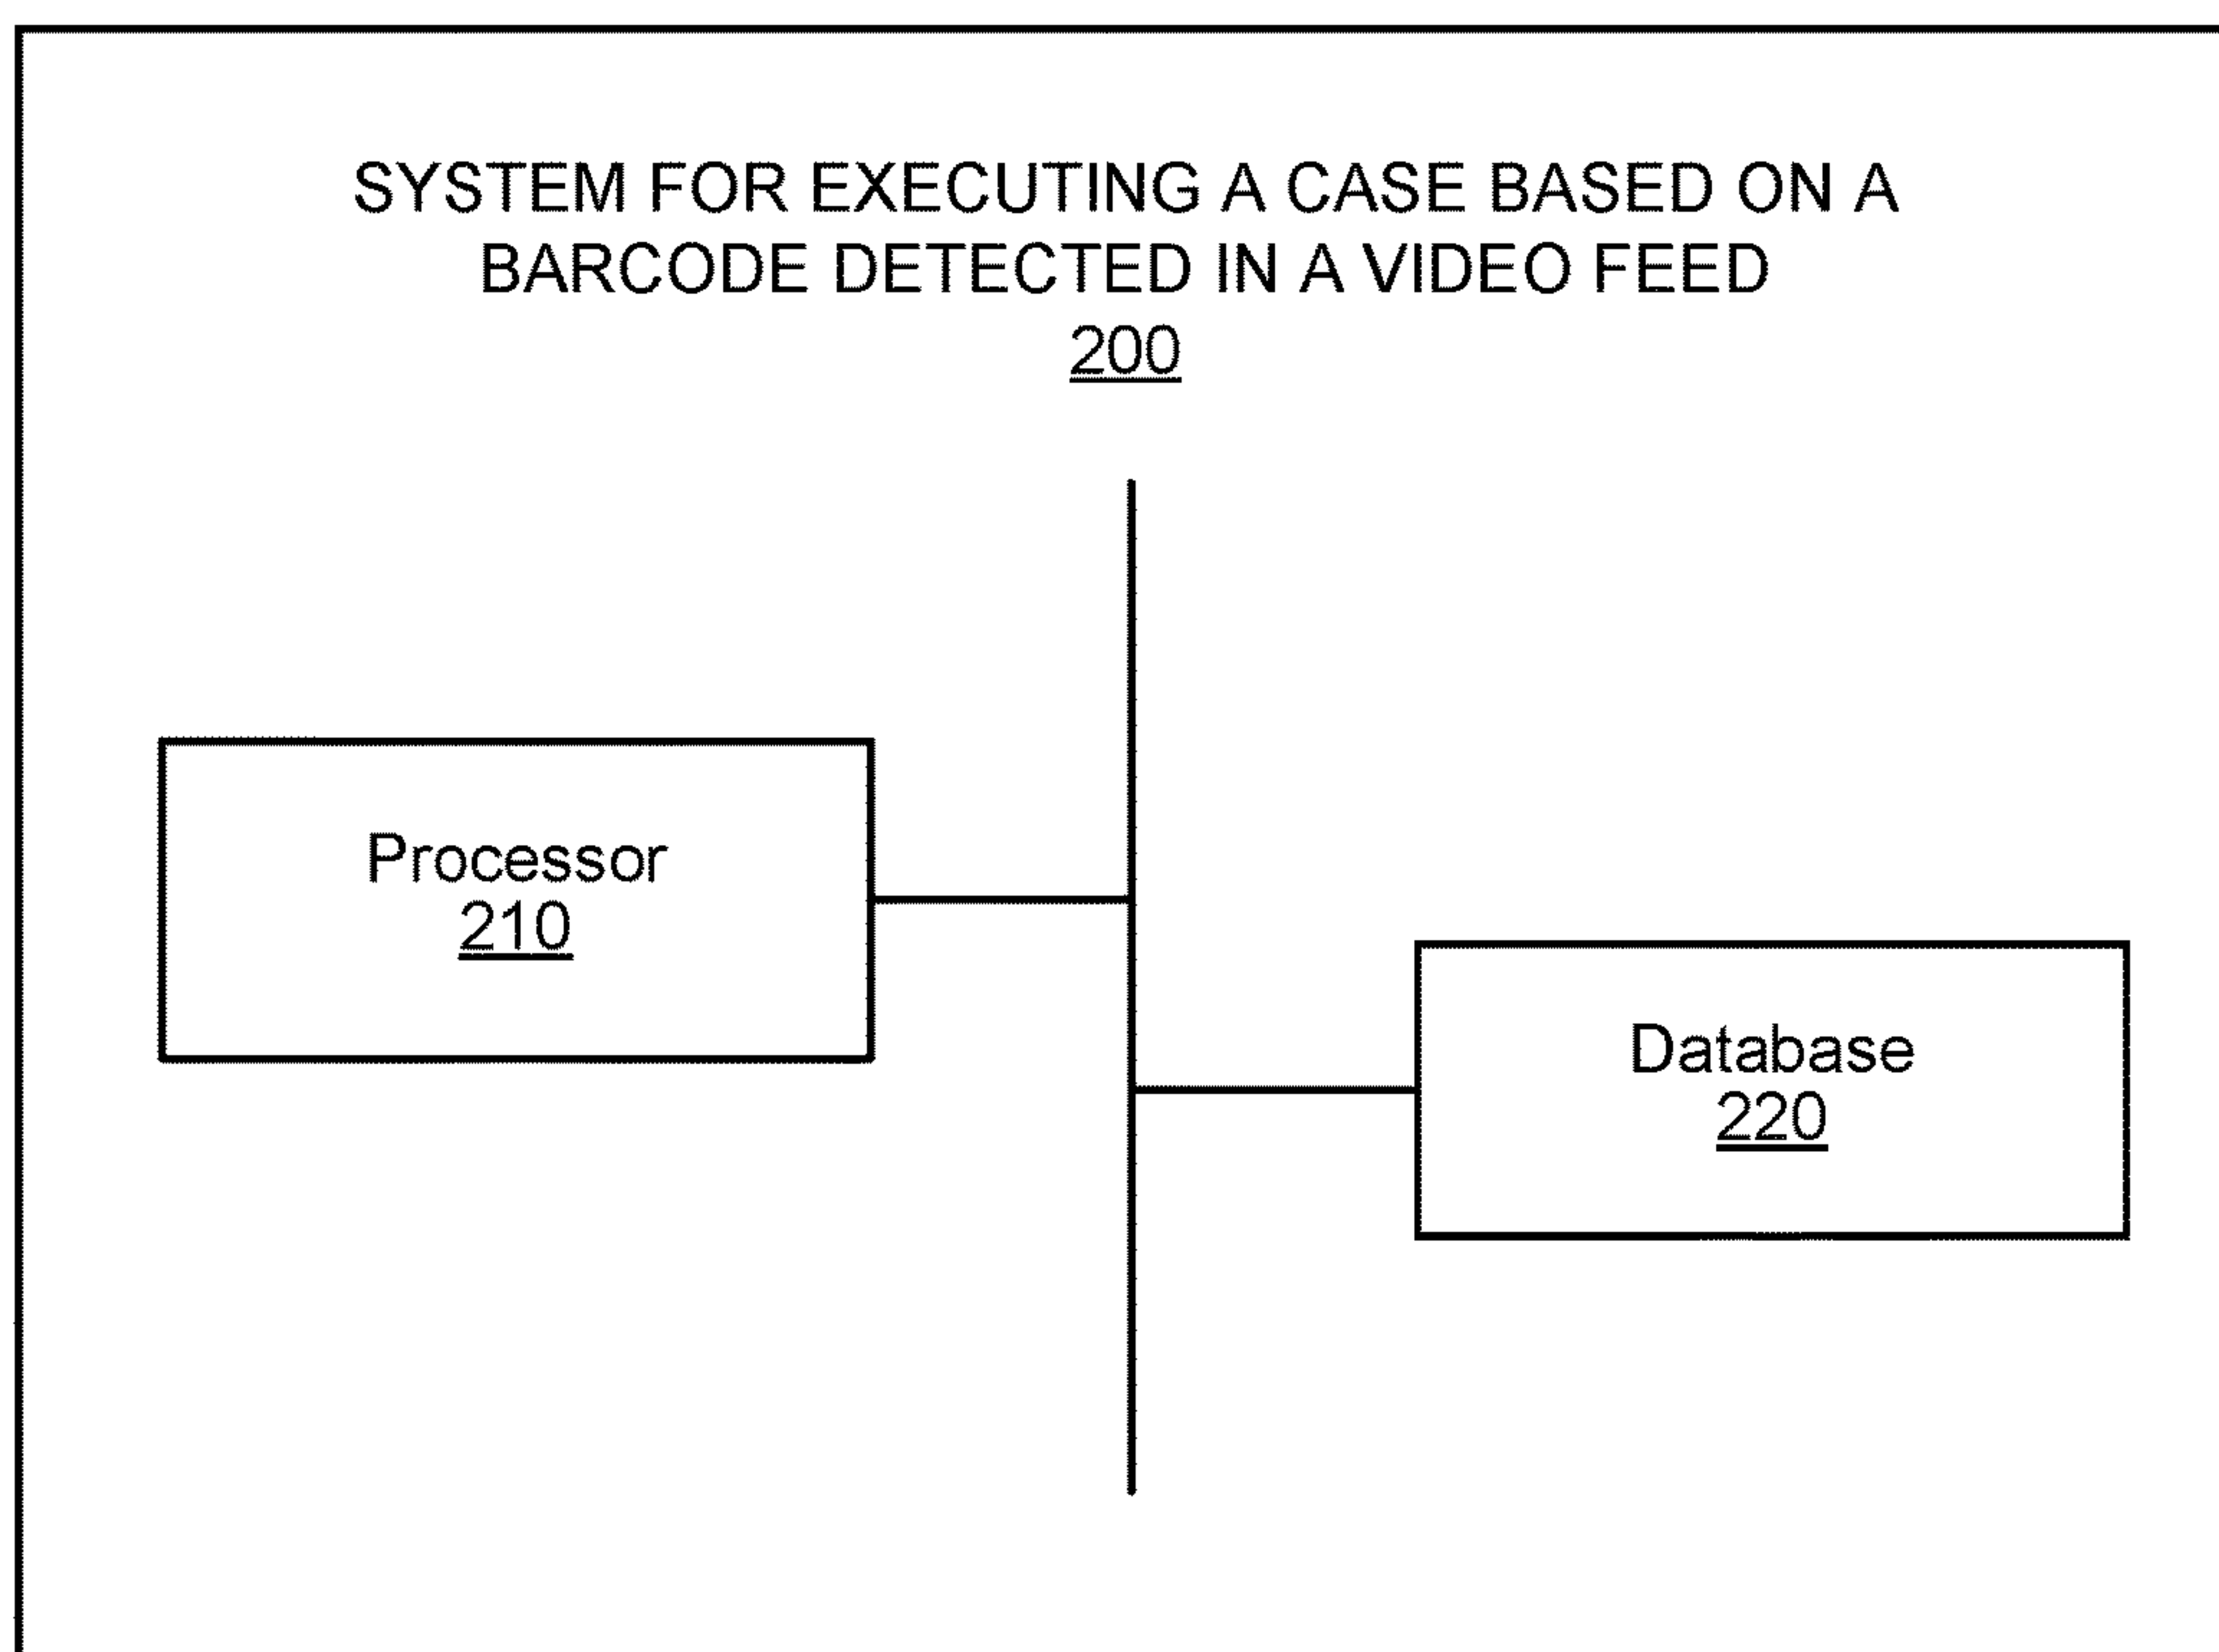 SYSTEM FOR EXECUTING A CASE BASED ON A
BARCODE DETECTED IN A VIDEO FEED
200
Processor
210
Database
220